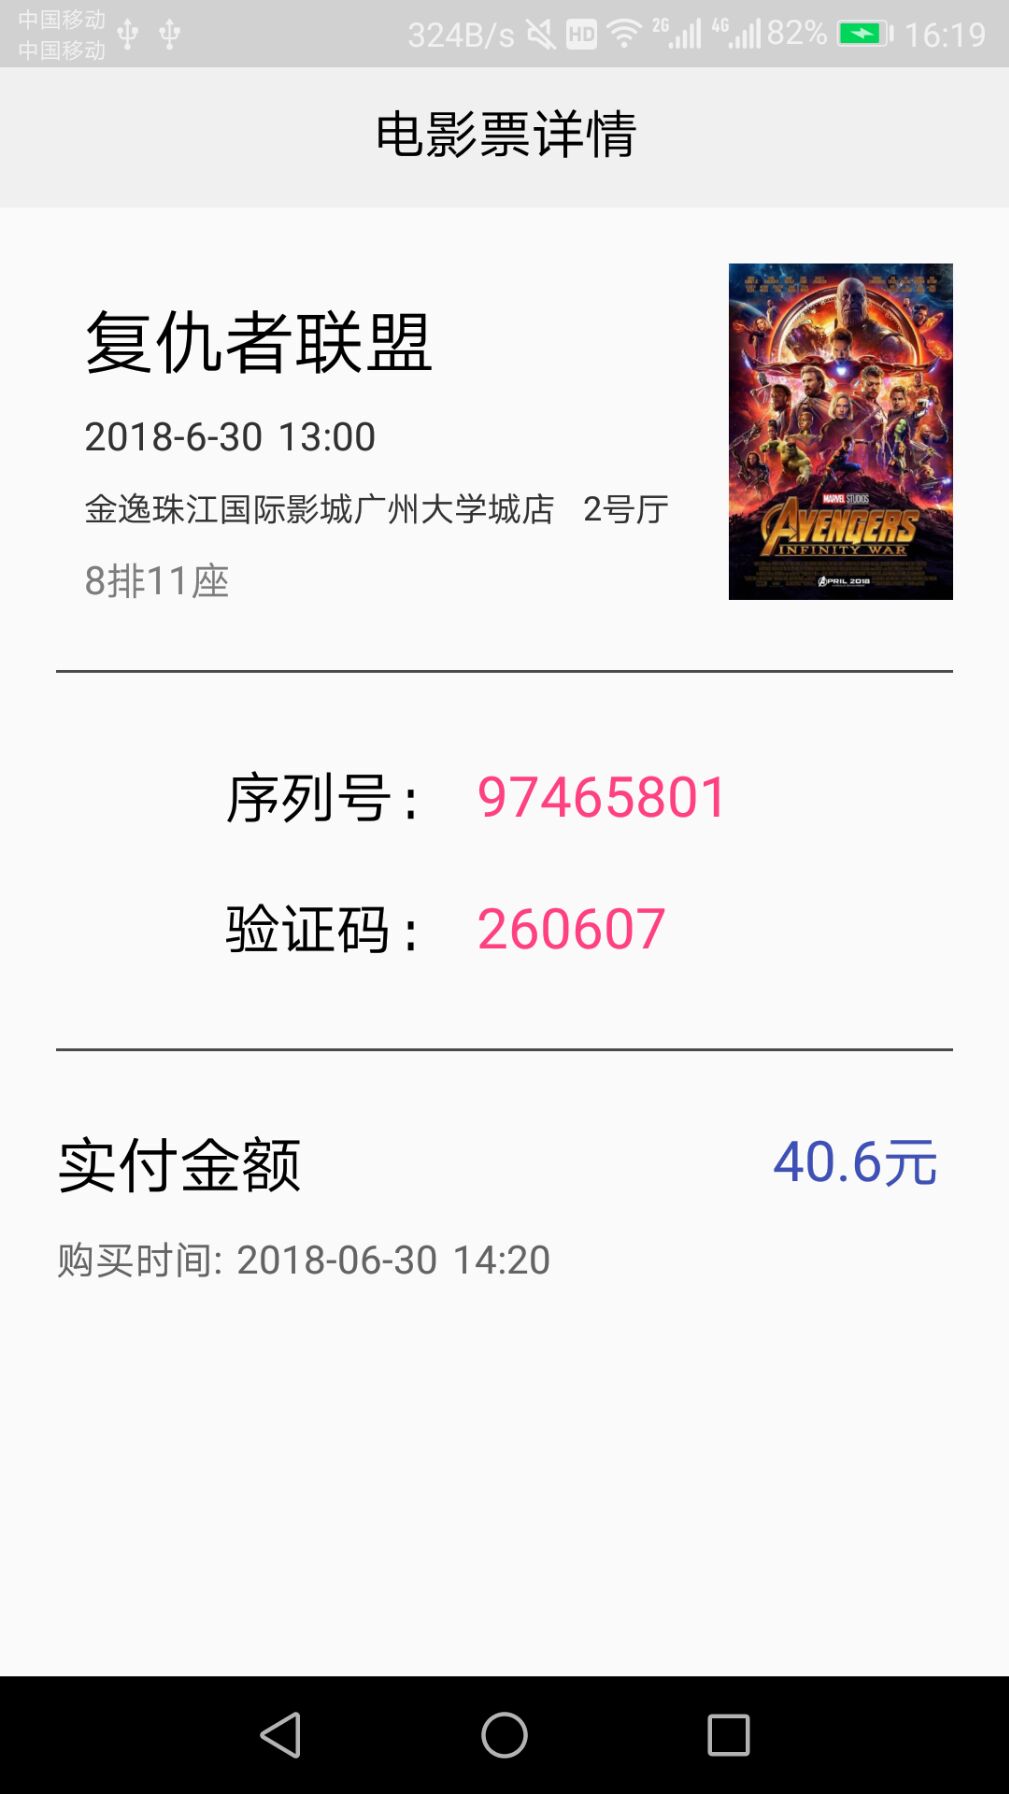 中国移动
中国移动
324B/s HD 2G 4G 82% 16:19
电影票详情
复仇者联盟
2018-6-30 13:00
金逸珠江国际影城广州大学城店 2号厅
8排11座
MARVEL STUDIOS
AVENGERS
INFINITY WAR
APRIL 2018
序列号: 97465801
验证码: 260607
实付金额 40.6元
购买时间: 2018-06-30 14:20